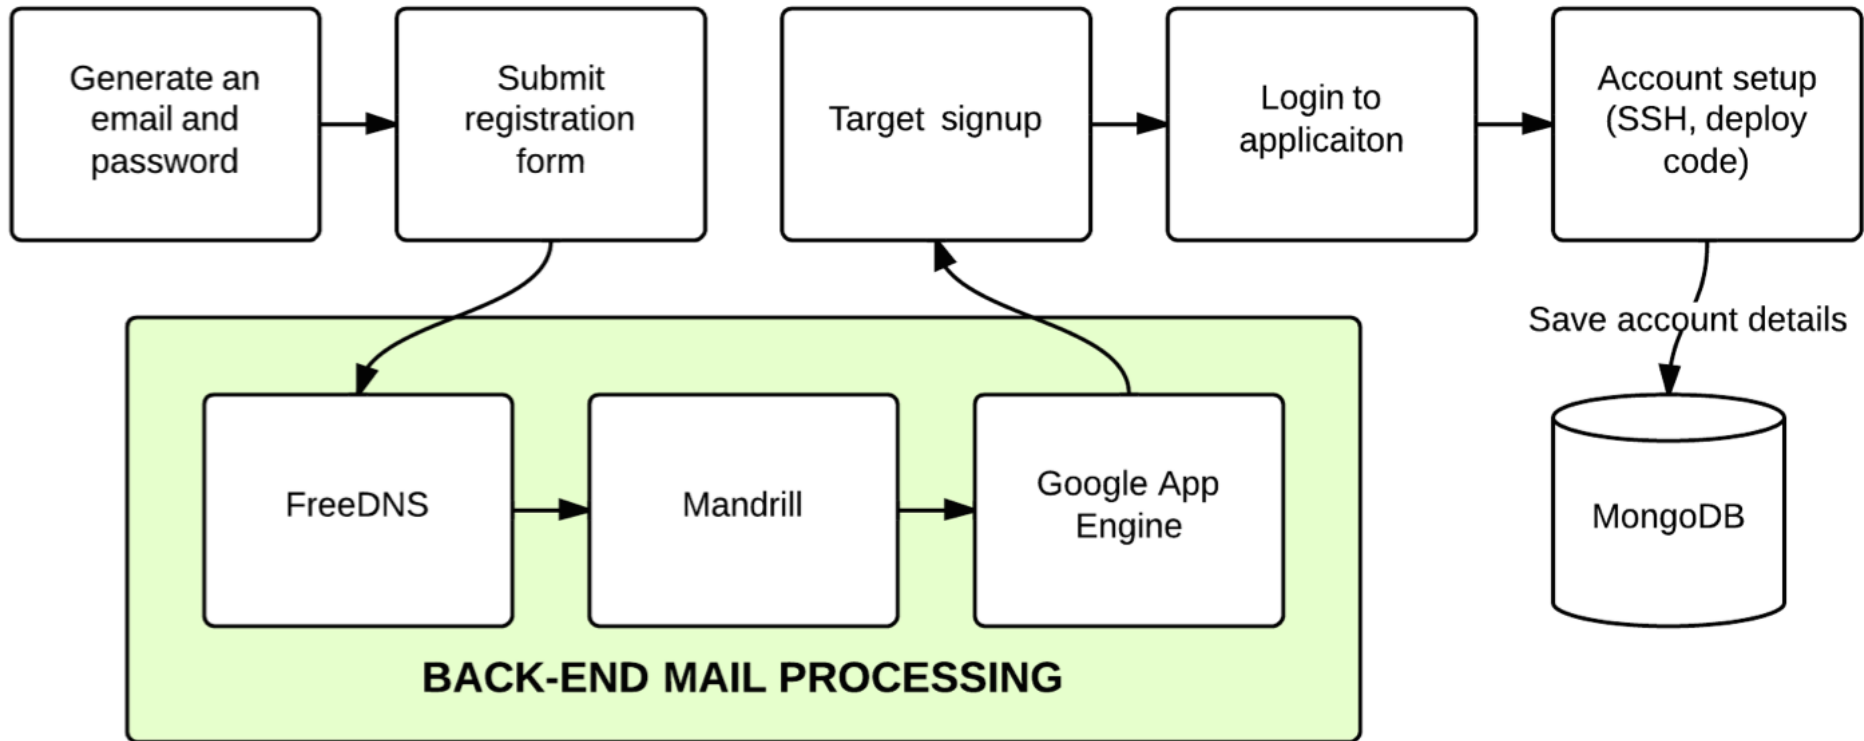 Generate an
email and
password
Submit
registration
form
Target signup
Login to
applicaiton
Account setup
(SSH, deploy
code)
Save account details
FreeDNS
Mandrill
Google App
Engine
MongoDB
BACK-END MAIL PROCESSING